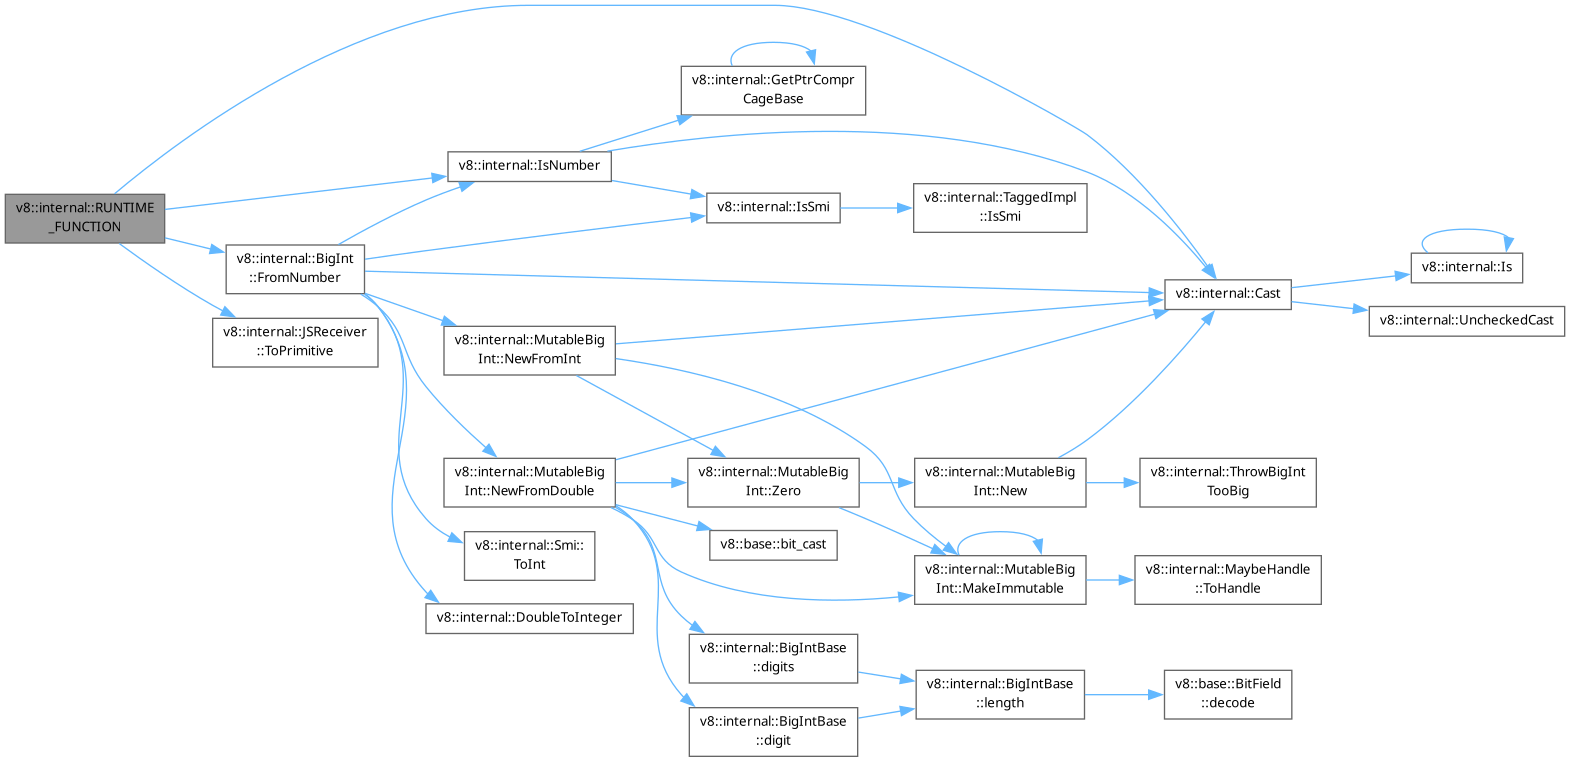 v8::internal::GetPtrCompr
CageBase
v8::internal::IsNumber
v8::internal::RUNTIME
_FUNCTION
v8::internal::IsSmi
v8::internal::TaggedImpl
::IsSmi
v8::internal::BigInt
::FromNumber
v8::internal::Is
v8::internal::Cast
v8::internal::UncheckedCast
v8::internal::JSReceiver
::ToPrimitive
v8::internal::MutableBig
Int::NewFromInt
v8::internal::MutableBig
Int::NewFromDouble
v8::internal::MutableBig
Int::Zero
v8::internal::MutableBig
Int::New
v8::internal::ThrowBigInt
TooBig
v8::internal::Smi::
ToInt
v8::base::bit_cast
v8::internal::MutableBig
Int::MakeImmutable
v8::internal::MaybeHandle
::ToHandle
v8::internal::DoubleToInteger
v8::internal::BigIntBase
::digits
v8::internal::BigIntBase
::length
v8::base::BitField
::decode
v8::internal::BigIntBase
::digit